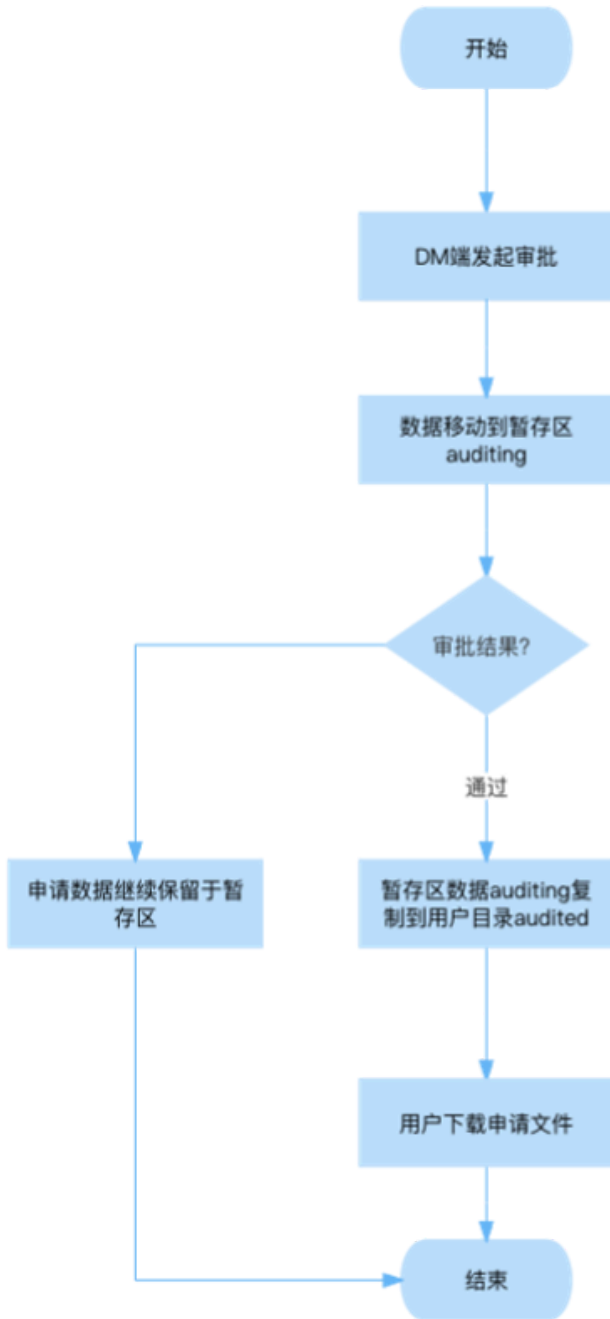 开始
DM端发起审批
数据移动到暂存区
auditing
审批结果?
通过
申请数据继续保留于暂
存区
暂存区数据auditing复
制到用户目录audited
用户下载申请文件
结束